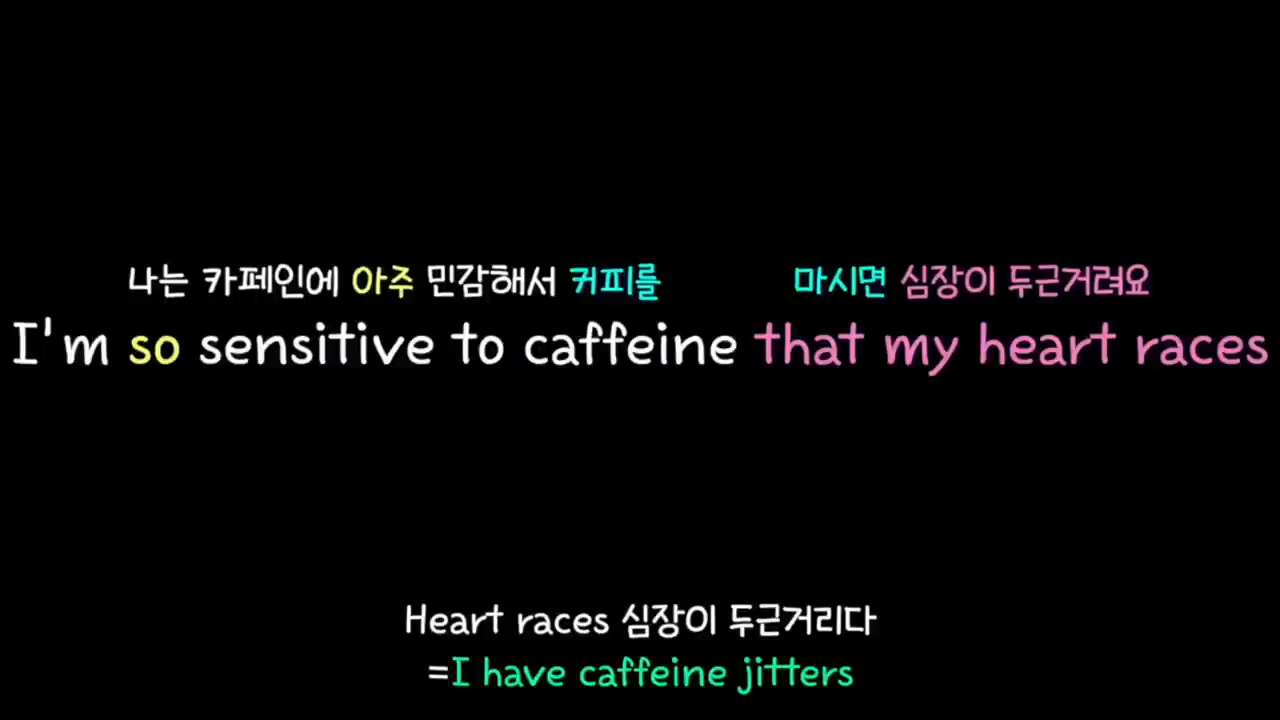 나는 카페인에 아주 민감해서 커피를 마시면 심장이 두근거려요
I'm so sensitive to caffeine that my heart races
Heart races 심장이 두근거리다
=I have caffeine jitters